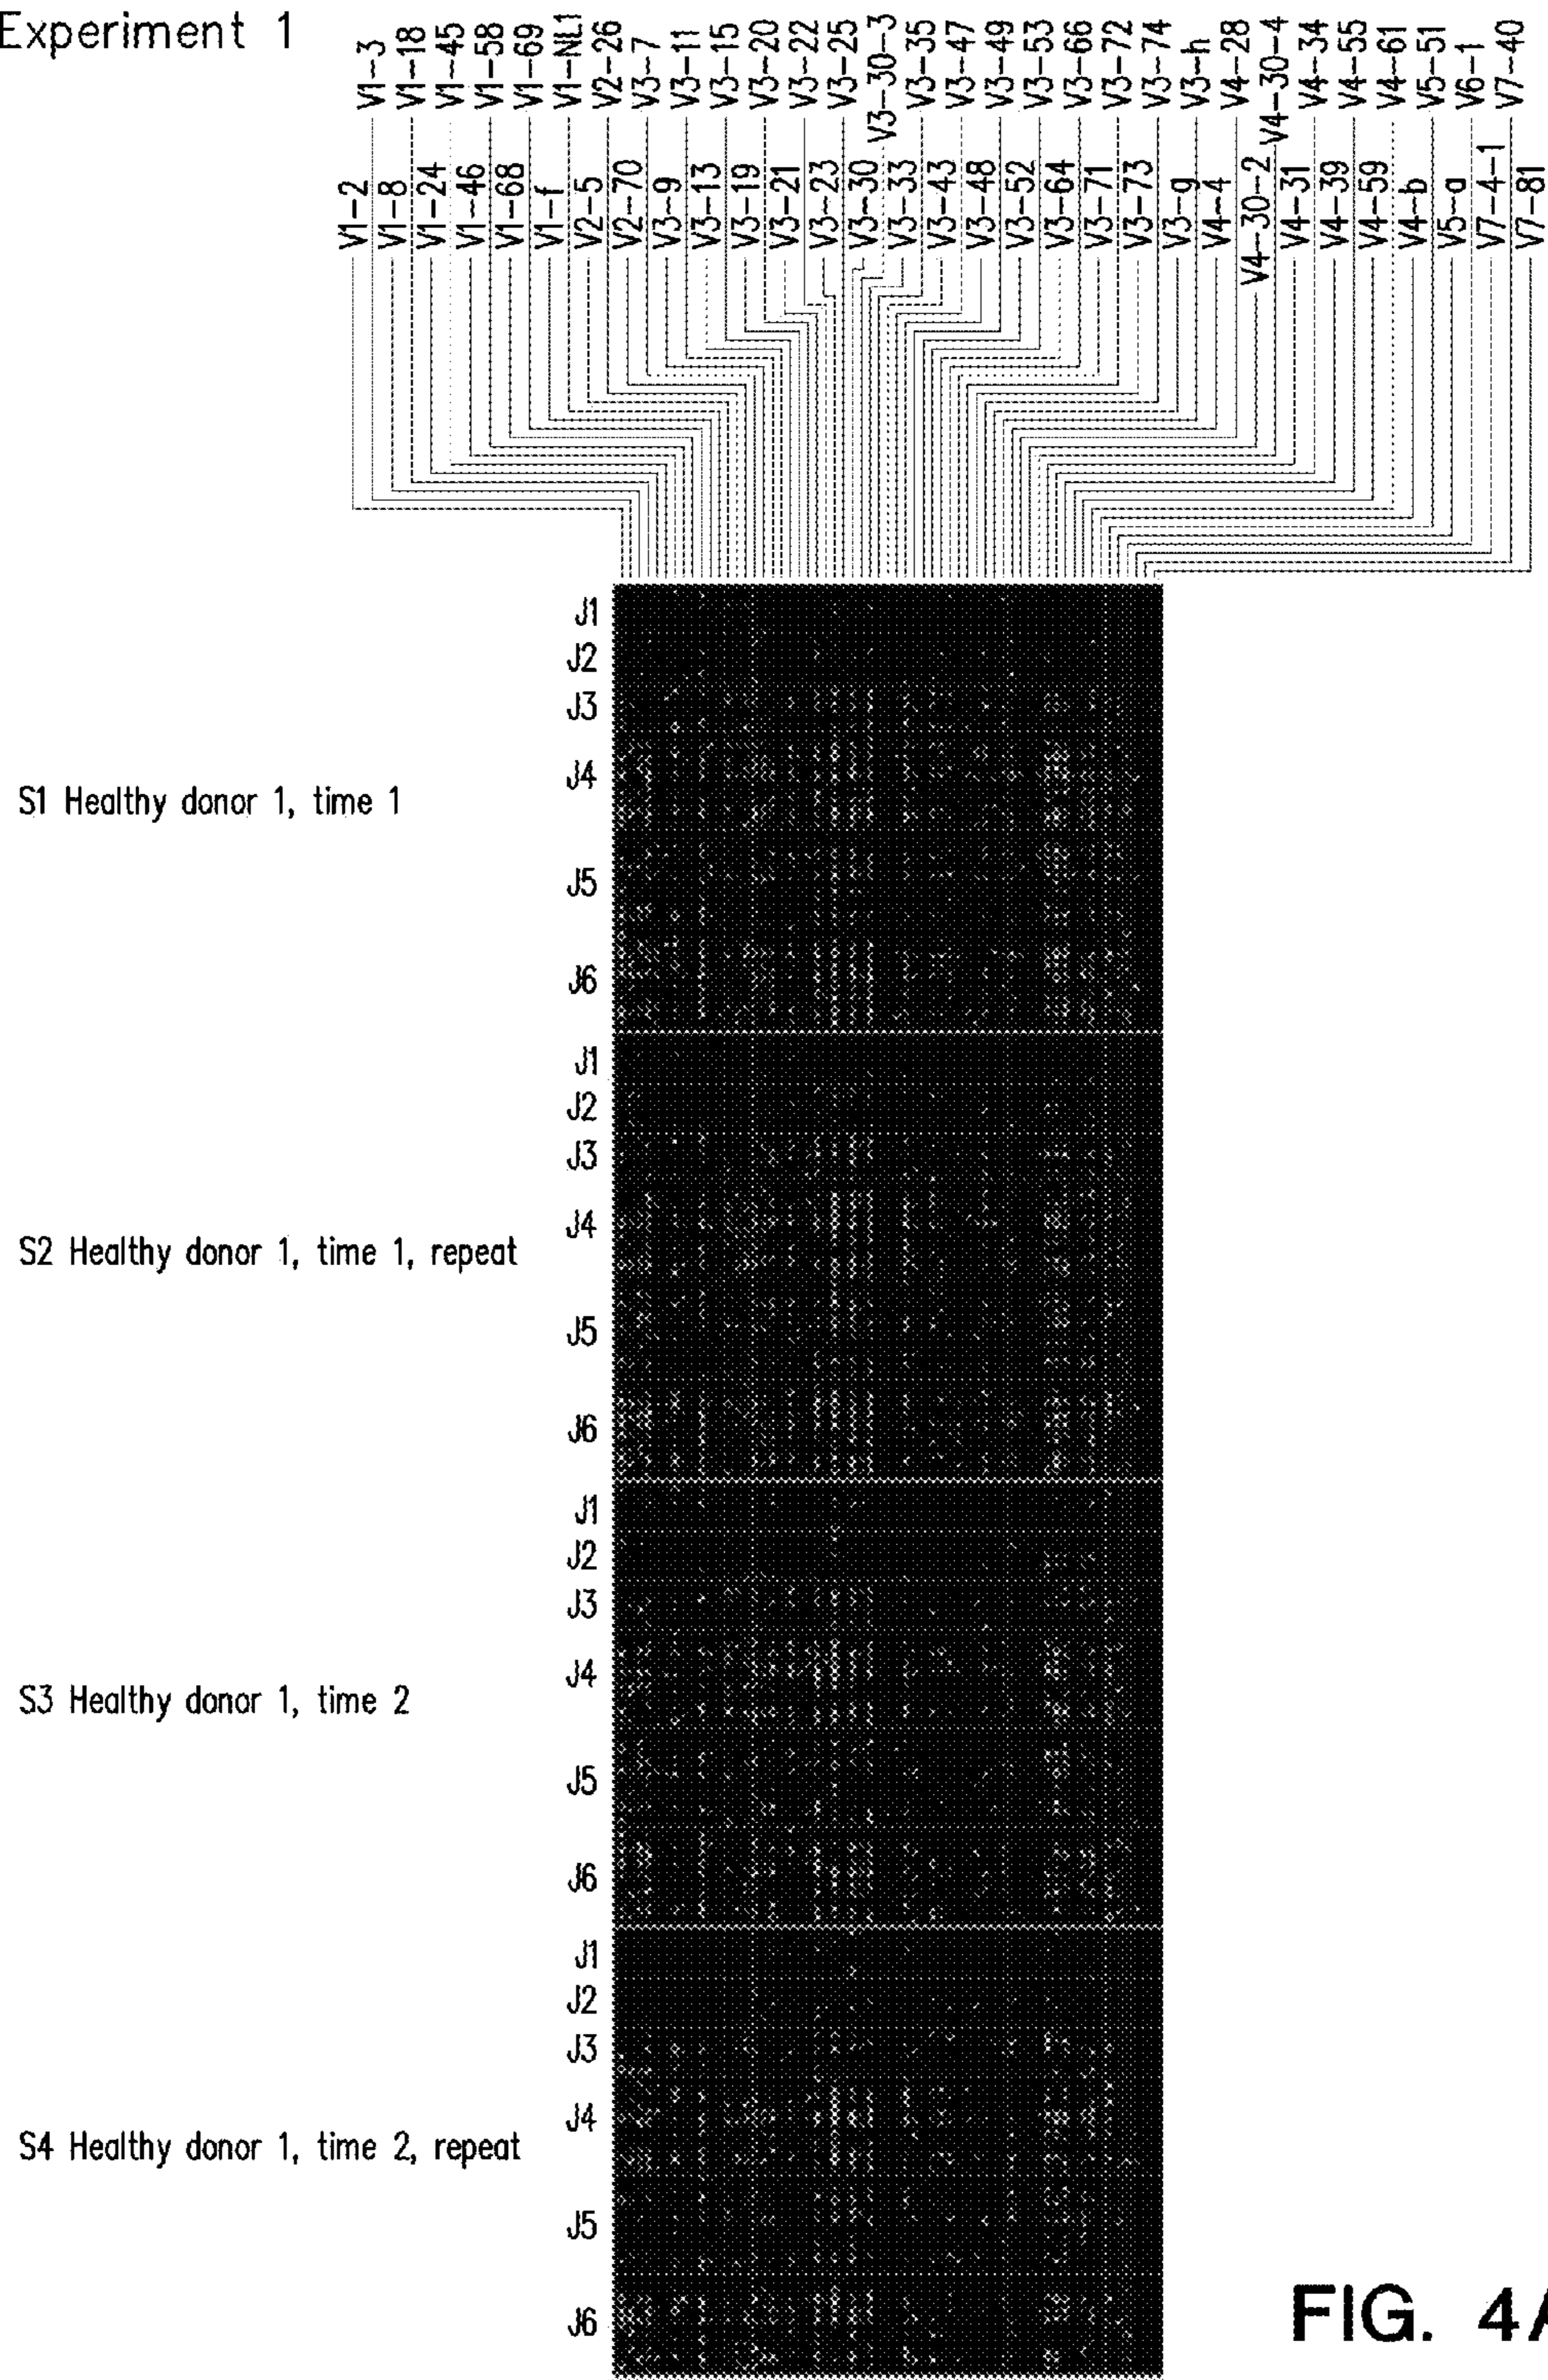 Experiment 1
V1-3
V1-18
V1-45
V1-58
V1-69
V1-NL1
V2-26
V3-7
V3-11
V3-15
V3-20
V3-22
V3-25
V3-30-3
V3-35
V3-47
V3-49
V3-53
V3-66
V3-72
V3-74
V3-h
V4-28
V4-30-4
V4-34
V4-55
V4-61
V5-51
V6-1
V7-40
V1-2
V1-8
V1-24
V1-46
V1-68
V1-f
V2-5
V2-70
V3-9
V3-13
V3-19
V3-21
V3-23
V3-30
V3-33
V3-43
V3-48
V3-52
V3-64
V3-71
V3-73
V3-g
V4-4
V4-30-2
V4-31
V4-39
V4-59
V4-b
V5-a
V7-4-1
V7-81
S1 Healthy donor 1, time 1
J1
J2
J3
J4
J5
J6
S2 Healthy donor 1, time 1, repeat
J1
J2
J3
J4
J5
J6
S3 Healthy donor 1, time 2
J1
J2
J3
J4
J5
J6
S4 Healthy donor 1, time 2, repeat
J1
J2
J3
J4
J5
J6
FIG. 4A